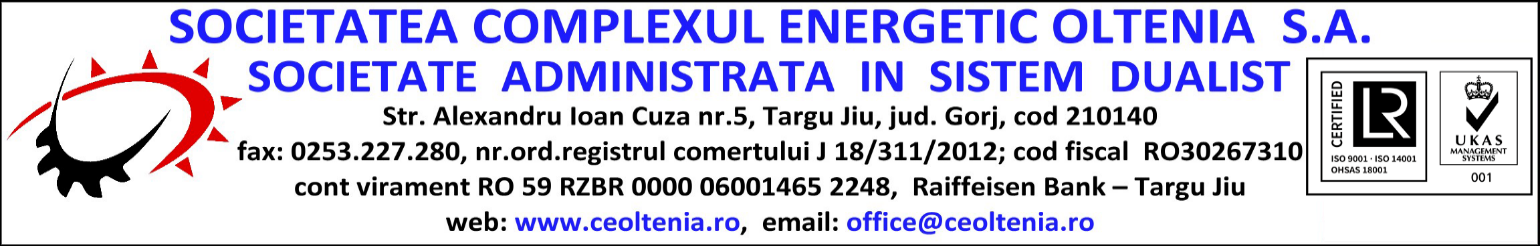 SOCIETATEA COMPLEXUL ENERGETIC OLTENIA S.A.
SOCIETATE ADMINISTRATA IN SISTEM DUALIST
Str. Alexandru Ioan Cuza nr.5, Targu Jiu, jud. Gorj, cod 210140
fax: 0253.227.280, nr.ord.registrul comertului J 18/311/2012; cod fiscal RO30267310
cont virament RO 59 RZBR 0000 06001465 2248, Raiffeisen Bank – Targu Jiu
web: www.ceoltenia.ro, email: office@ceoltenia.ro
CERTIFIED
LR
ISO 9001 · ISO 14001
OHSAS 18001
UKAS
MANAGEMENT
SYSTEMS
001